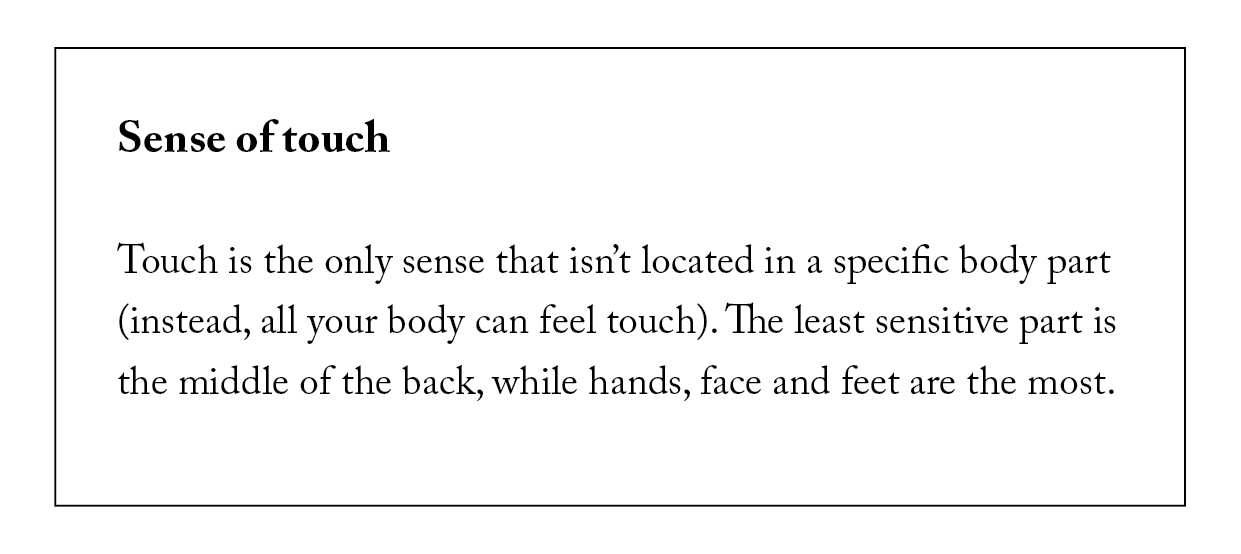 Sense of touch
Touch is the only sense that isn’t located in a specific body part
(instead, all your body can feel touch). The least sensitive part is
the middle of the back, while hands, face and feet are the most.